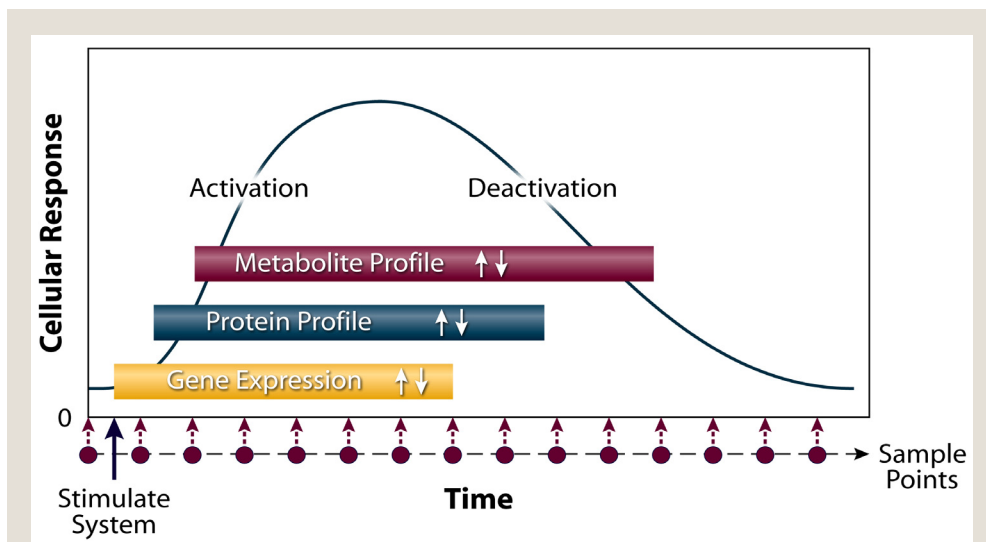 Cellular Response
Activation
Deactivation
Metabolite Profile
Protein Profile
Gene Expression
0
Sample
Points
Stimulate
System
Time